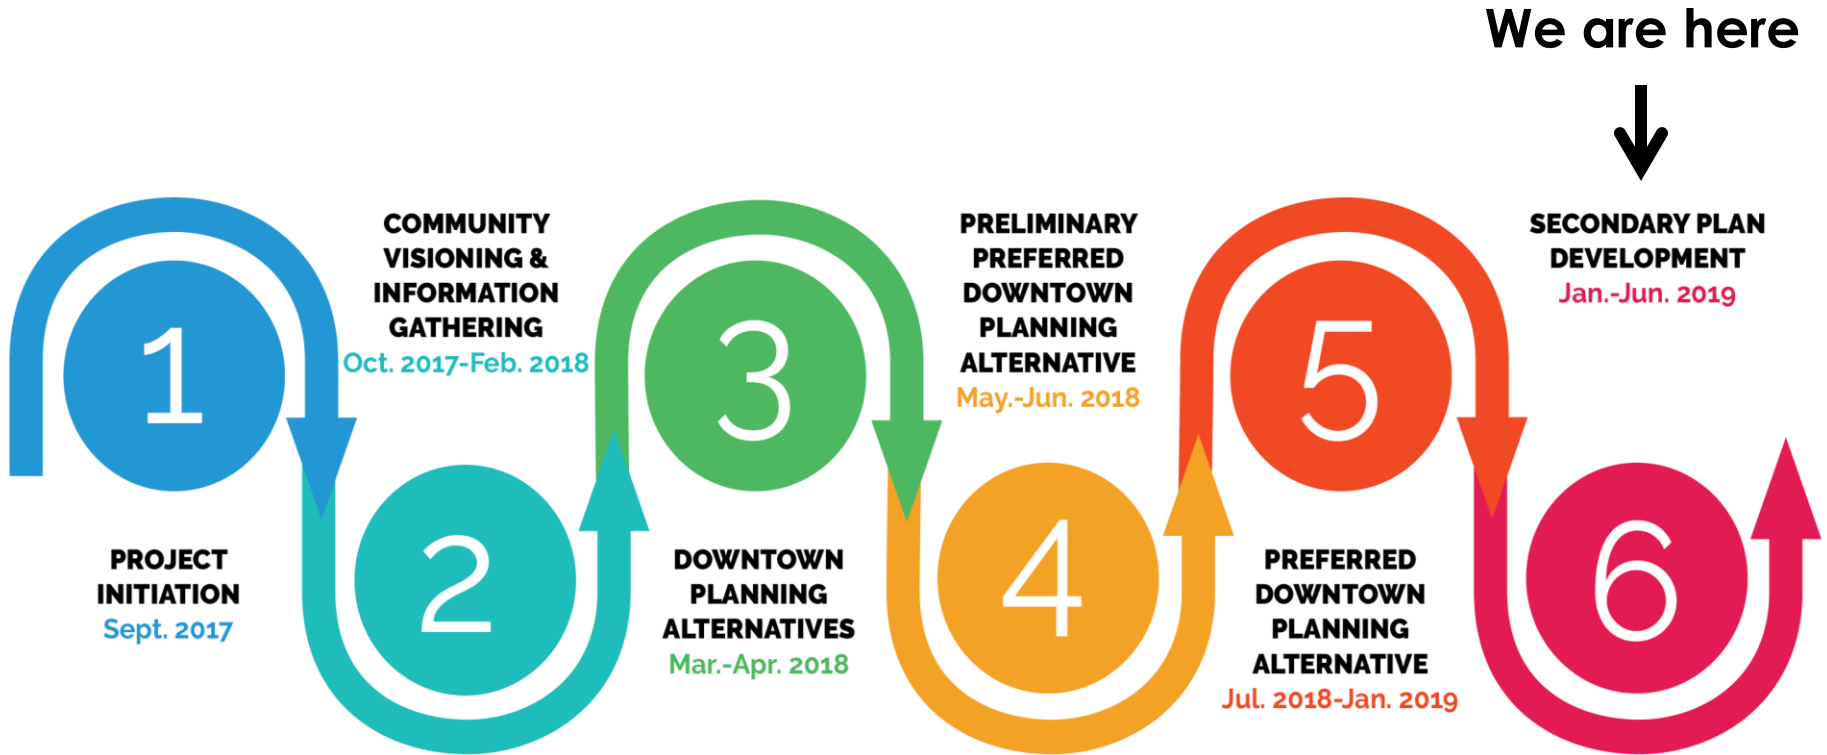 We are here
1
PROJECT
INITIATION
Sept. 2017
COMMUNITY
VISIONING &
INFORMATION
GATHERING
Oct. 2017-Feb. 2018
2
3
DOWNTOWN
PLANNING
ALTERNATIVES
Mar.-Apr. 2018
PRELIMINARY
PREFERRED
DOWNTOWN
PLANNING
ALTERNATIVE
May.-Jun. 2018
4
5
PREFERRED
DOWNTOWN
PLANNING
ALTERNATIVE
Jul. 2018-Jan. 2019
SECONDARY PLAN
DEVELOPMENT
Jan.-Jun. 2019
6